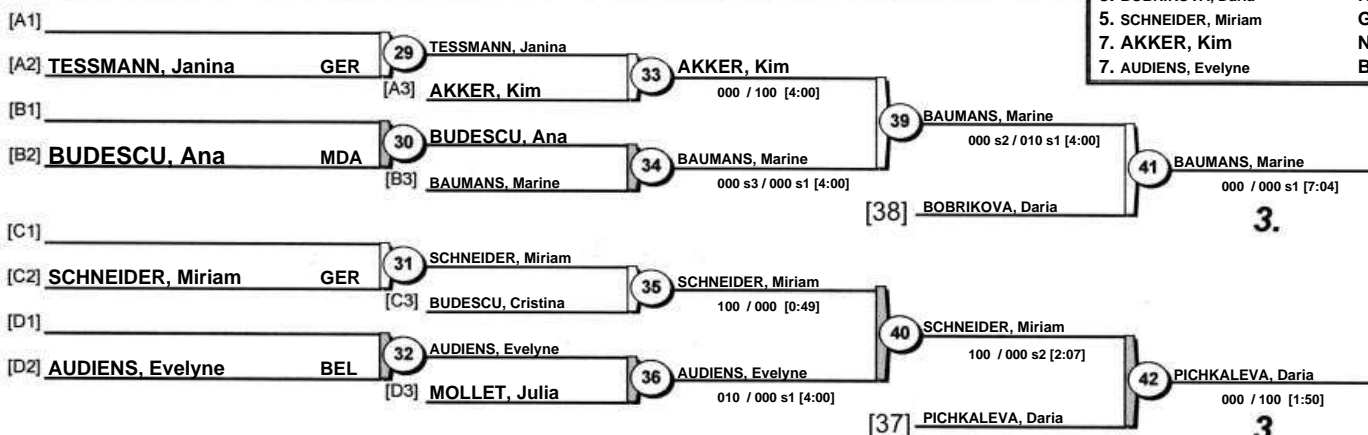 5. SCHNEIDER, Miriam G
7. AKKER, Kim N
7. AUDIENS, Evelyne B
[A1]
[A2] TESSMANN, Janina GER
29
TESSMANN, Janina
[A3] AKKER, Kim
33
AKKER, Kim
000 / 100 [4:00]
[B1]
[B2] BUDESCU, Ana MDA
30
BUDESCU, Ana
[B3] BAUMANS, Marine
34
BAUMANS, Marine
000 s3 / 000 s1 [4:00]
39
BAUMANS, Marine
000 s2 / 010 s1 [4:00]
[38] BOBRIKOVA, Daria
41
BAUMANS, Marine
000 / 000 s1 [7:04]
3.
[C1]
[C2] SCHNEIDER, Miriam GER
31
SCHNEIDER, Miriam
[C3] BUDESCU, Cristina
35
SCHNEIDER, Miriam
100 / 000 [0:49]
[D1]
[D2] AUDIENS, Evelyne BEL
32
AUDIENS, Evelyne
[D3] MOLLET, Julia
36
AUDIENS, Evelyne
010 / 000 s1 [4:00]
40
SCHNEIDER, Miriam
100 / 000 s2 [2:07]
[37] PICHKALEVA, Daria
42
PICHKALEVA, Daria
000 / 100 [1:50]
3